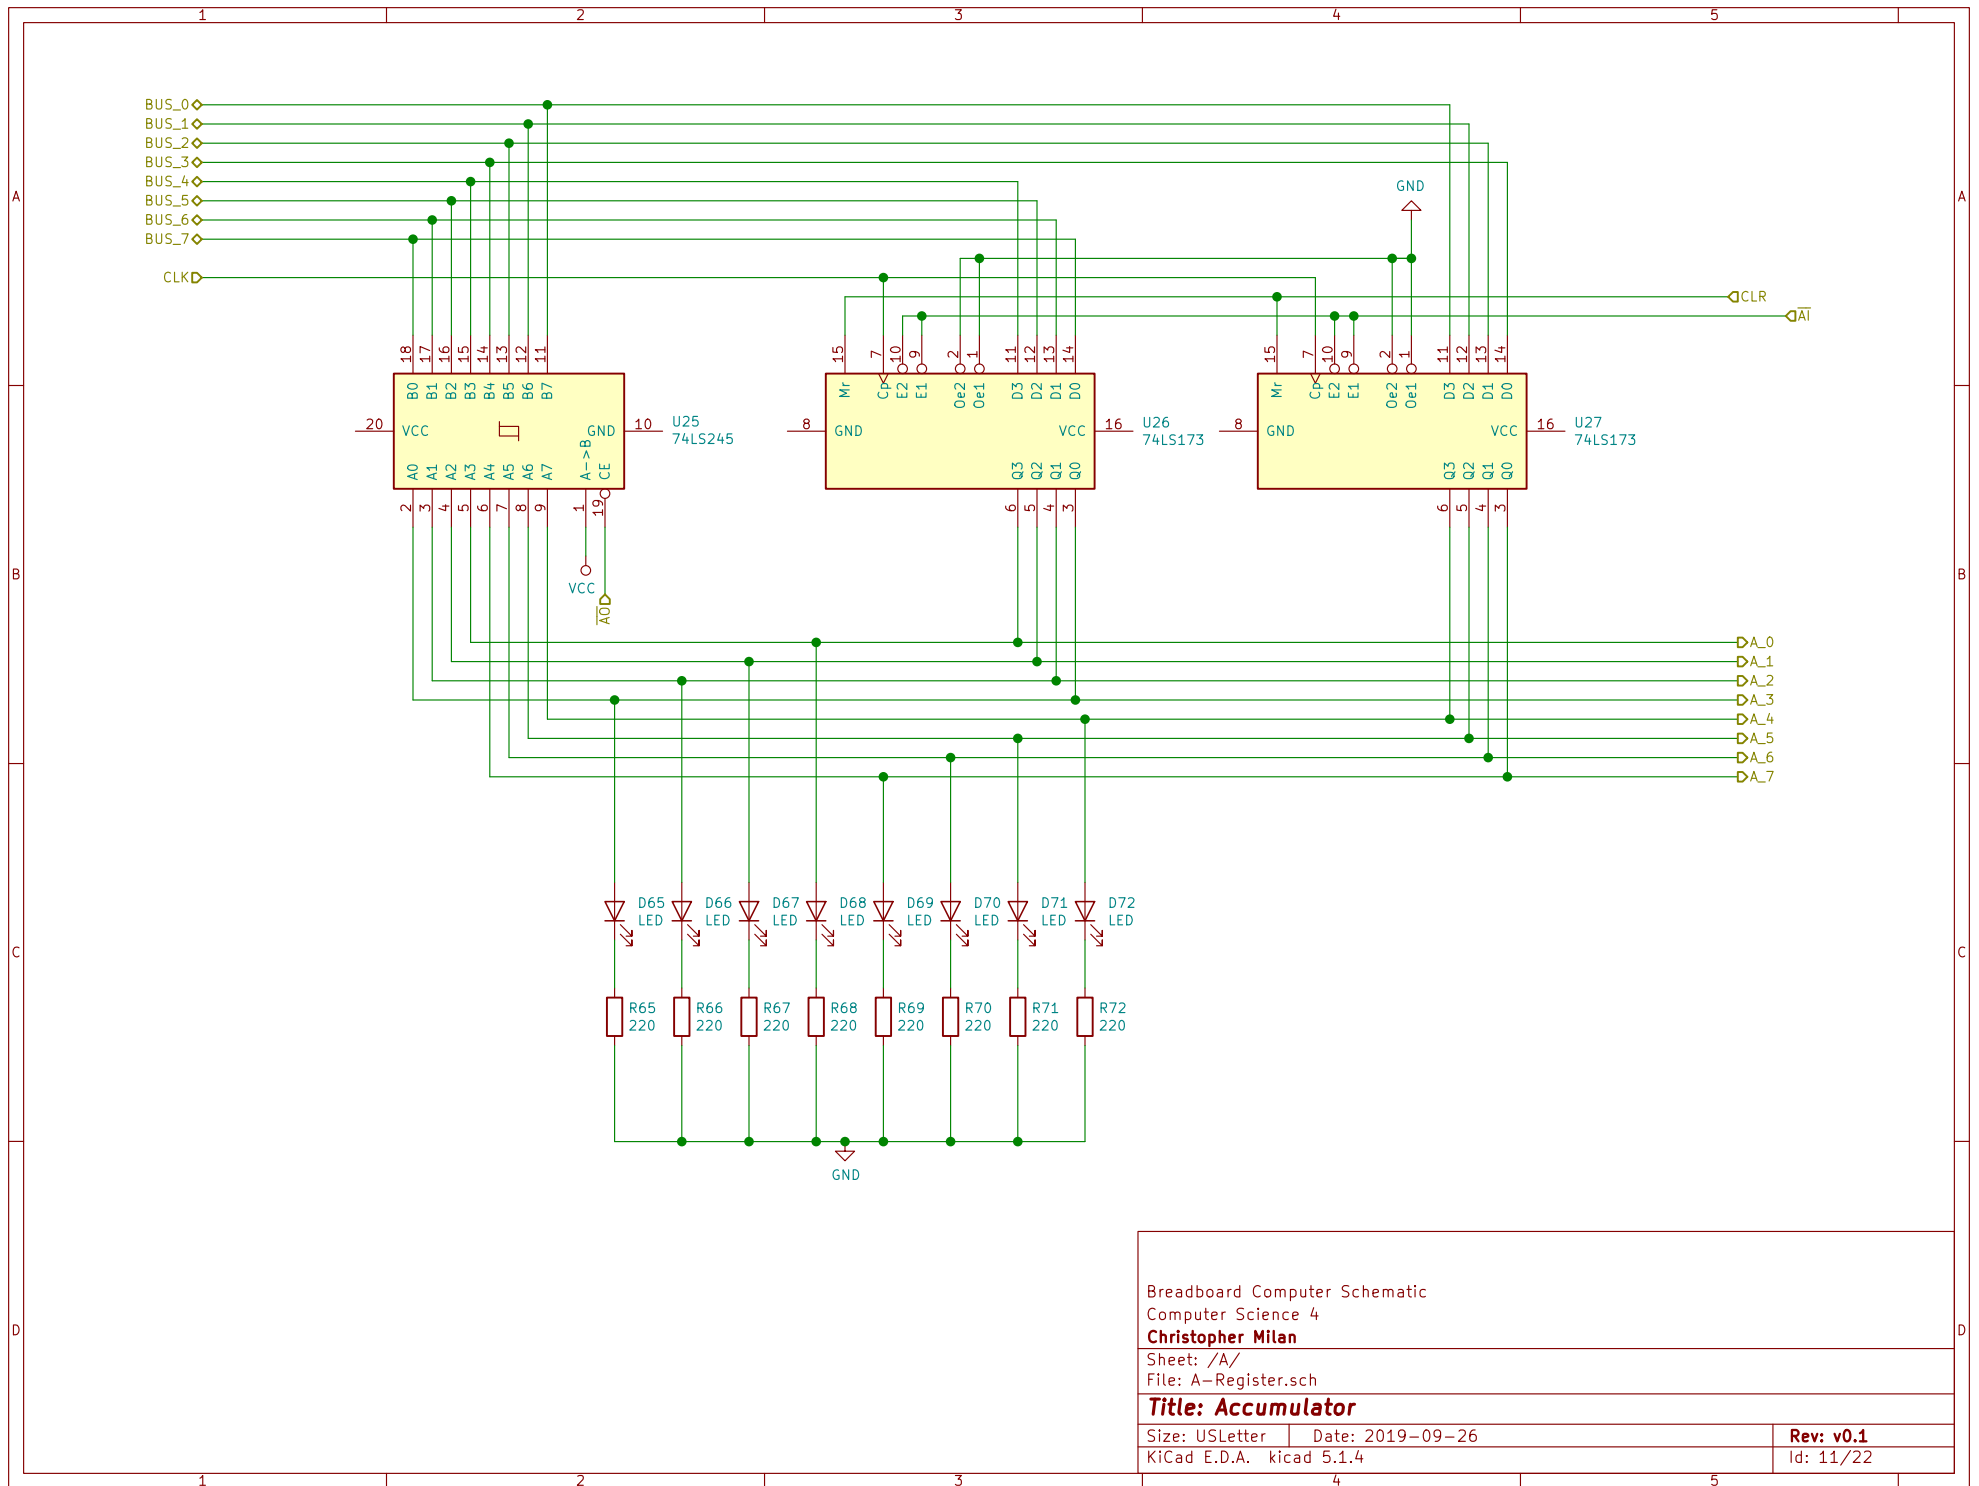 1 2 3 4 5
A A
B B
C C
D D
BUS_0
BUS_1
BUS_2
BUS_3
BUS_4
BUS_5
BUS_6
BUS_7
CLK
GND
CLR
AI
18 17 16 15 14 13 12 11
B0 B1 B2 B3 B4 B5 B6 B7
20 VCC GND 10
U25
74LS245
A0 A1 A2 A3 A4 A5 A6 A7 A->B CE
2 3 4 5 6 7 8 9 1 19
VCC
AO
15 7 10 9 2 1 11 12 13 14
Mr Cp E2 E1 Oe2 Oe1 D3 D2 D1 D0
8 GND VCC 16
U26
74LS173
Q3 Q2 Q1 Q0
6 5 4 3
15 7 10 9 2 1 11 12 13 14
Mr Cp E2 E1 Oe2 Oe1 D3 D2 D1 D0
8 GND VCC 16
U27
74LS173
Q3 Q2 Q1 Q0
6 5 4 3
A_0
A_1
A_2
A_3
A_4
A_5
A_6
A_7
D65 D66 D67 D68 D69 D70 D71 D72
LED LED LED LED LED LED LED LED
R65 R66 R67 R68 R69 R70 R71 R72
220 220 220 220 220 220 220 220
GND
Breadboard Computer Schematic
Computer Science 4
Christopher Milan
Sheet: /A/
File: A-Register.sch
Title: Accumulator
Size: USLetter Date: 2019-09-26 Rev: v0.1
KiCad E.D.A. kicad 5.1.4 Id: 11/22
1 2 3 4 5